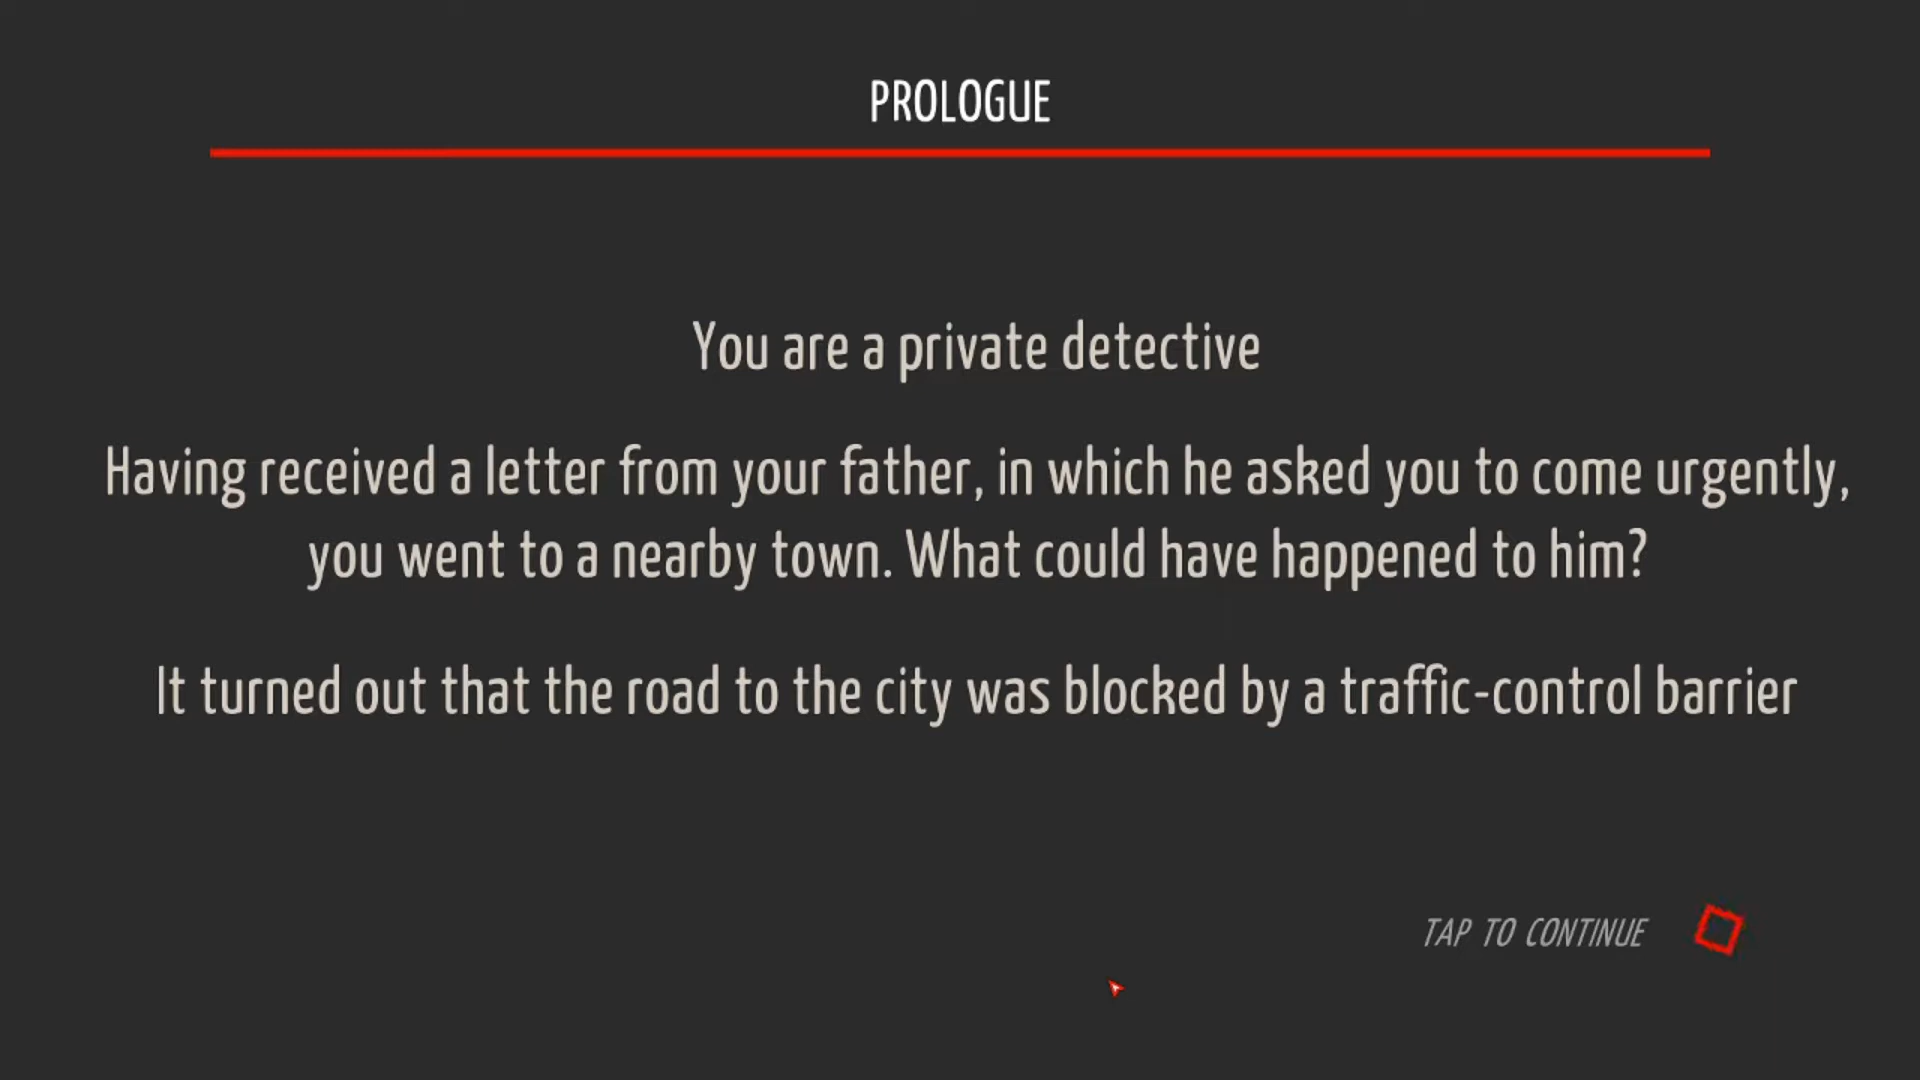 PROLOGUE
You are a private detective
Having received a letter from your father, in which he asked you to come urgently,
you went to a nearby town. What could have happened to him?
It turned out that the road to the city was blocked by a traffic-control barrier
TAP TO CONTINUE